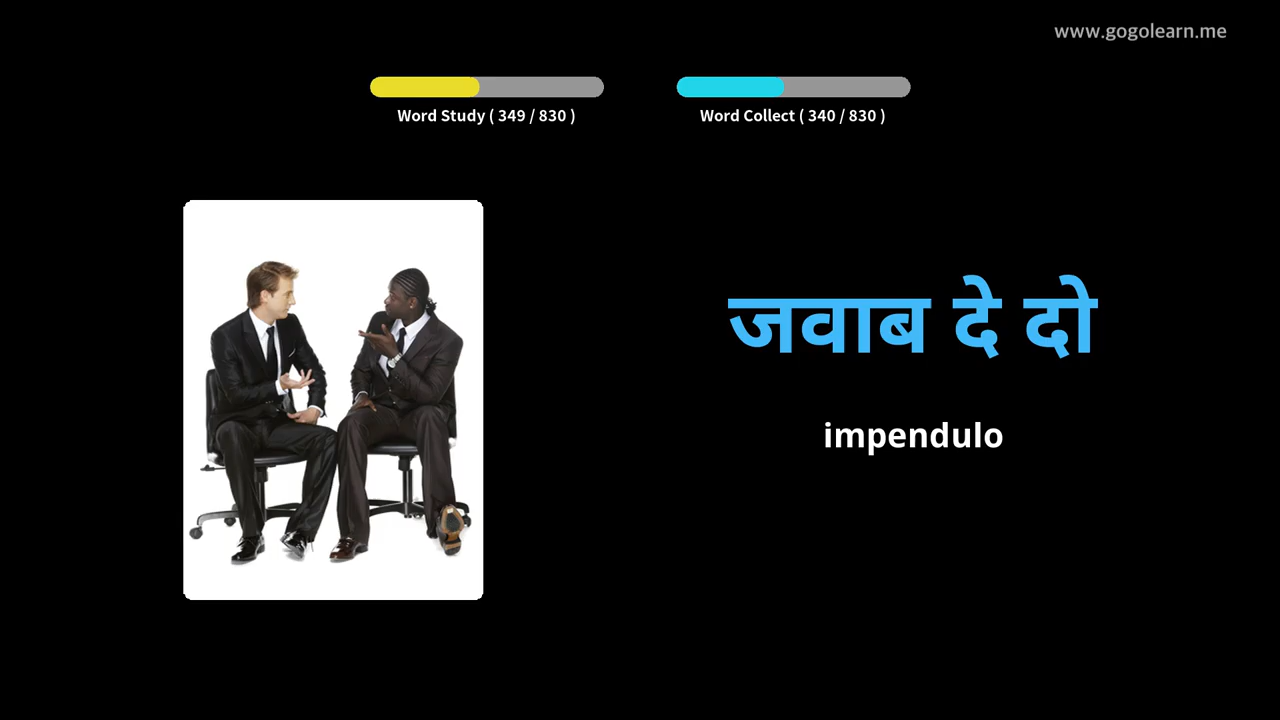 www.gogolearn.me
Word Study ( 349 / 830 )
Word Collect ( 340 / 830 )
जवाब दे दो
impendulo